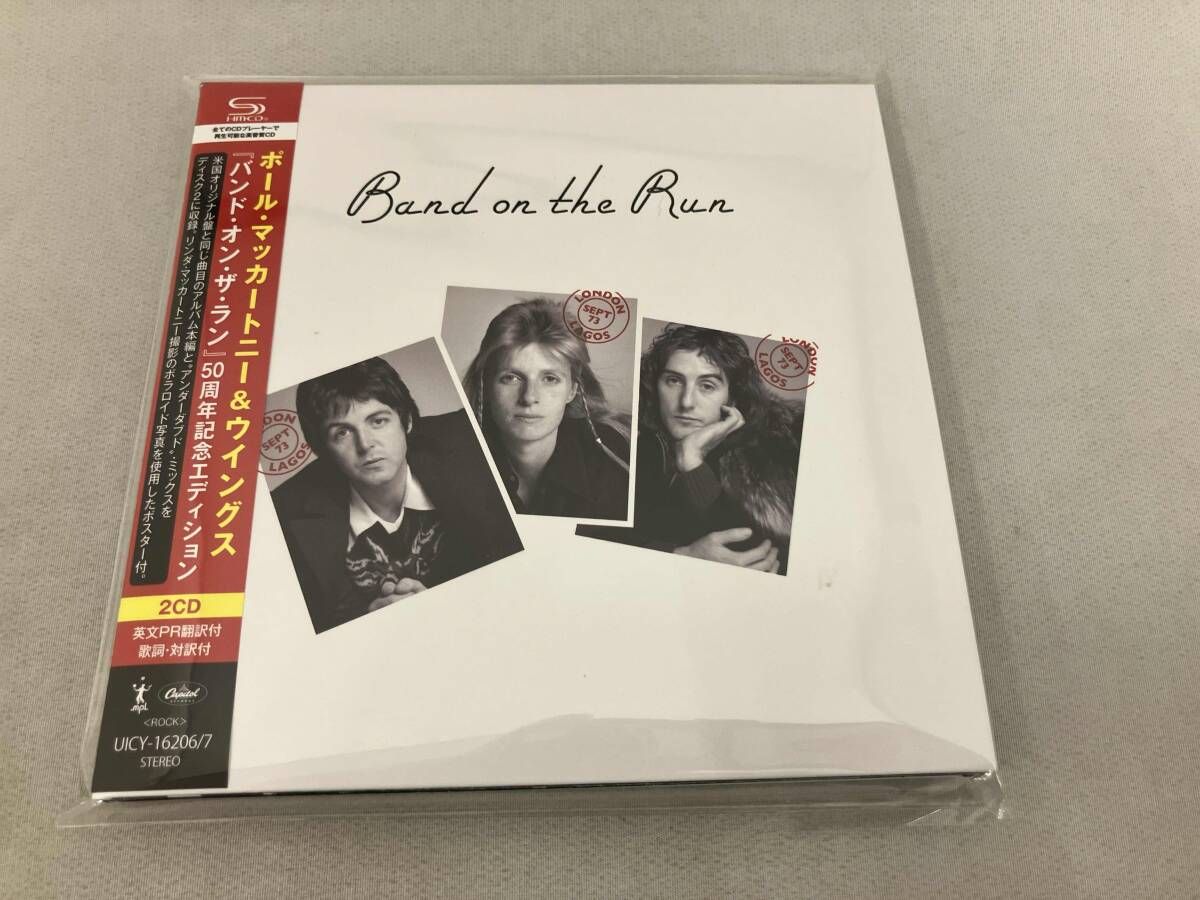 SHM-CD
全てのCDプレーヤーで
再生可能な高音質CD
ポール・マッカートニー&ウイングス
『バンド・オン・ザ・ラン』50周年記念エディション
米国オリジナル盤と同じ曲目のアルバム本編と、“アンダーダブド”・ミックスを
ディスク2に収録。リンダ・マッカートニー撮影のポラロイド写真を使用したポスター付。
2CD
英文PR翻訳付
歌詞・対訳付
mpl
Capitol
RECORDS
<ROCK>
UICY-16206/7
STEREO
Band on the Run
LONDON
SEPT
73
LAGOS
LONDON
SEPT
73
LAGOS
LONDON
SEPT
73
LAGOS